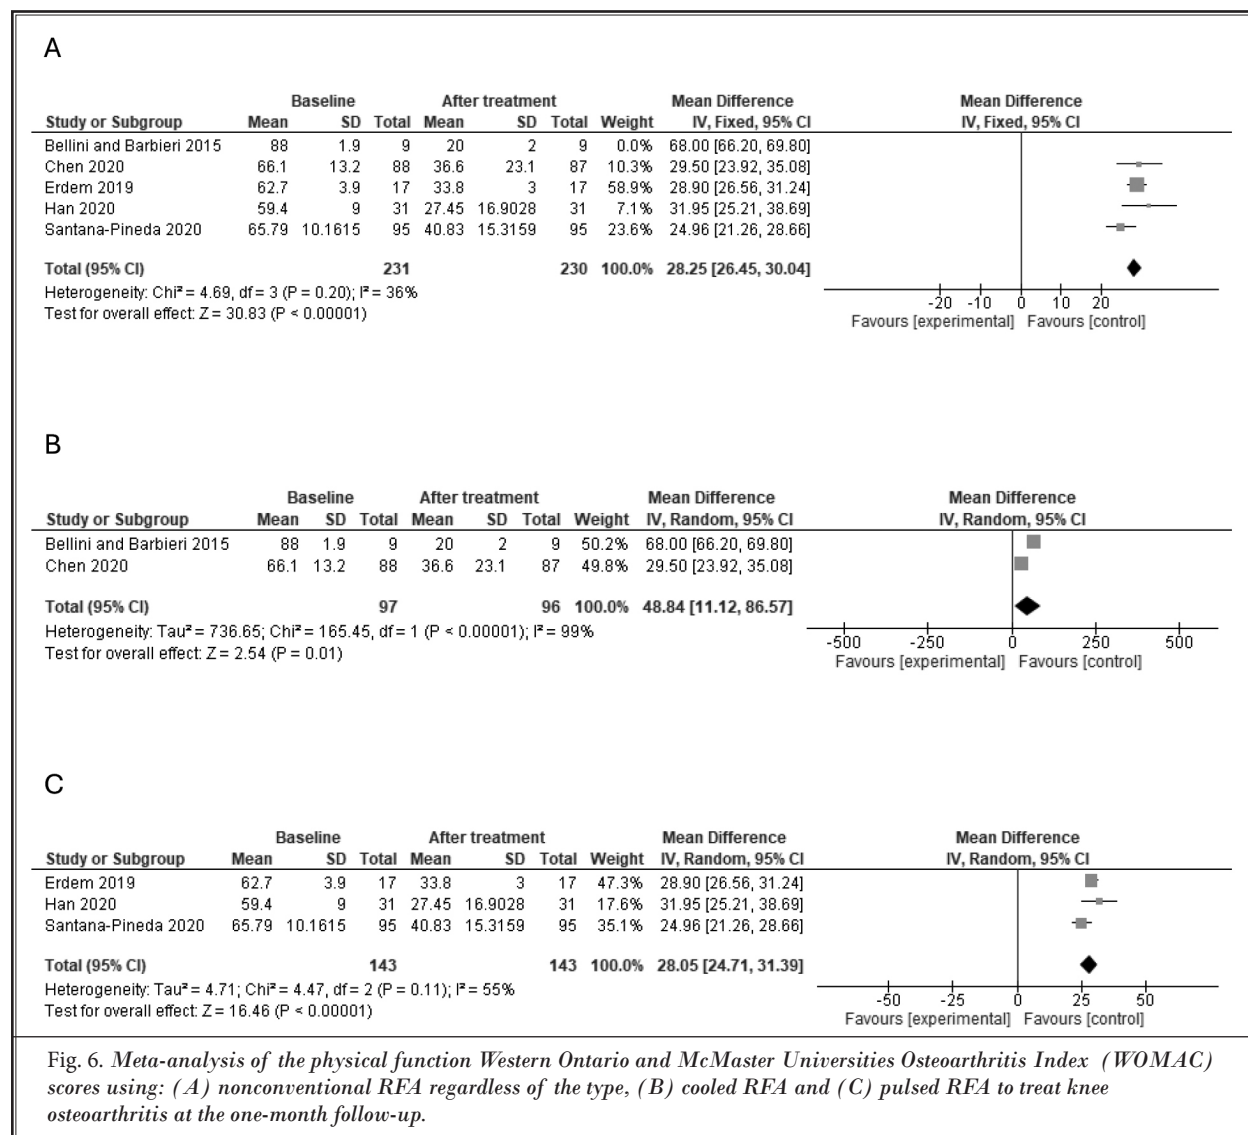 A
Baseline After treatment Mean Difference Mean Difference
Study or Subgroup Mean SD Total Mean SD Total Weight IV, Fixed, 95% CI IV, Fixed, 95% CI
Bellini and Barbieri 2015 88 1.9 9 20 2 9 0.0% 68.00 [66.20, 69.80]
Chen 2020 66.1 13.2 88 36.6 23.1 87 10.3% 29.50 [23.92, 35.08]
Erdem 2019 62.7 3.9 17 33.8 3 17 58.9% 28.90 [26.56, 31.24]
Han 2020 59.4 9 31 27.45 16.9028 31 7.1% 31.95 [25.21, 38.69]
Santana-Pineda 2020 65.79 10.1615 95 40.83 15.3159 95 23.6% 24.96 [21.26, 28.66]
Total (95% CI) 231 230 100.0% 28.25 [26.45, 30.04]
Heterogeneity: Chi² = 4.69, df = 3 (P = 0.20); I² = 36%
Test for overall effect: Z = 30.83 (P < 0.00001)
-20 -10 0 10 20
Favours [experimental] Favours [control]
B
Baseline After treatment Mean Difference Mean Difference
Study or Subgroup Mean SD Total Mean SD Total Weight IV, Random, 95% CI IV, Random, 95% CI
Bellini and Barbieri 2015 88 1.9 9 20 2 9 50.2% 68.00 [66.20, 69.80]
Chen 2020 66.1 13.2 88 36.6 23.1 87 49.8% 29.50 [23.92, 35.08]
Total (95% CI) 97 96 100.0% 48.84 [11.12, 86.57]
Heterogeneity: Tau² = 736.65; Chi² = 165.45, df = 1 (P < 0.00001); I² = 99%
Test for overall effect: Z = 2.54 (P = 0.01)
-500 -250 0 250 500
Favours [experimental] Favours [control]
C
Baseline After treatment Mean Difference Mean Difference
Study or Subgroup Mean SD Total Mean SD Total Weight IV, Random, 95% CI IV, Random, 95% CI
Erdem 2019 62.7 3.9 17 33.8 3 17 47.3% 28.90 [26.56, 31.24]
Han 2020 59.4 9 31 27.45 16.9028 31 17.6% 31.95 [25.21, 38.69]
Santana-Pineda 2020 65.79 10.1615 95 40.83 15.3159 95 35.1% 24.96 [21.26, 28.66]
Total (95% CI) 143 143 100.0% 28.05 [24.71, 31.39]
Heterogeneity: Tau² = 4.71; Chi² = 4.47, df = 2 (P = 0.11); I² = 55%
Test for overall effect: Z = 16.46 (P < 0.00001)
-50 -25 0 25 50
Favours [experimental] Favours [control]
Fig. 6. Meta-analysis of the physical function Western Ontario and McMaster Universities Osteoarthritis Index (WOMAC)
scores using: (A) nonconventional RFA regardless of the type, (B) cooled RFA and (C) pulsed RFA to treat knee
osteoarthritis at the one-month follow-up.